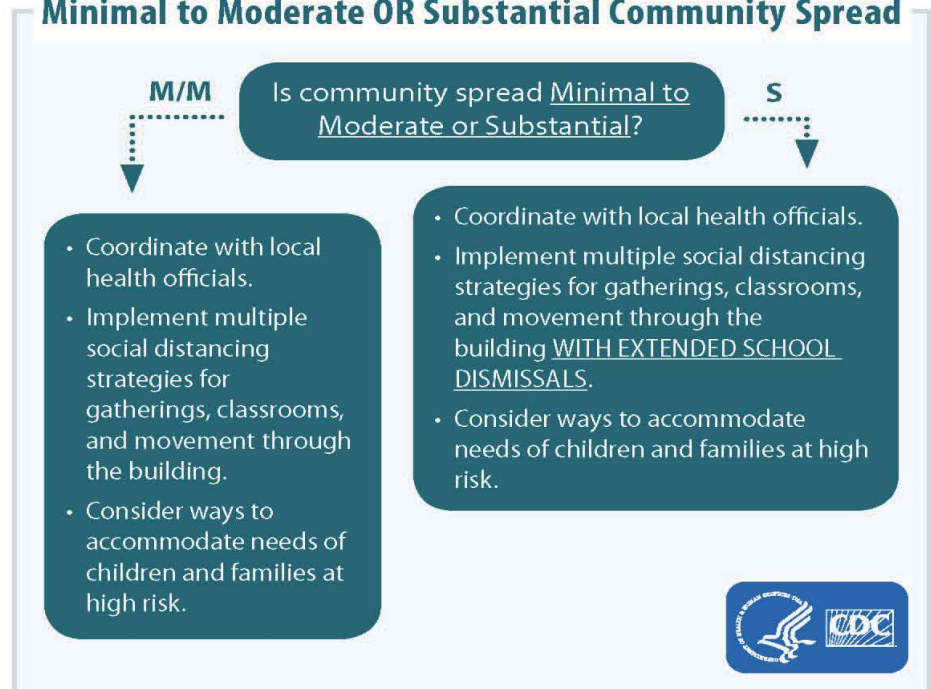 Minimal to Moderate OR Substantial Community Spread
M/M
Is community spread Minimal to
Moderate or Substantial?
S
• Coordinate with local
health officials.
• Implement multiple
social distancing
strategies for
gatherings, classrooms,
and movement through
the building.
• Consider ways to
accommodate needs of
children and families at
high risk.
• Coordinate with local health officials.
• Implement multiple social distancing
strategies for gatherings, classrooms,
and movement through the
building WITH EXTENDED SCHOOL
DISMISSALS.
• Consider ways to accommodate
needs of children and families at high
risk.
CDC